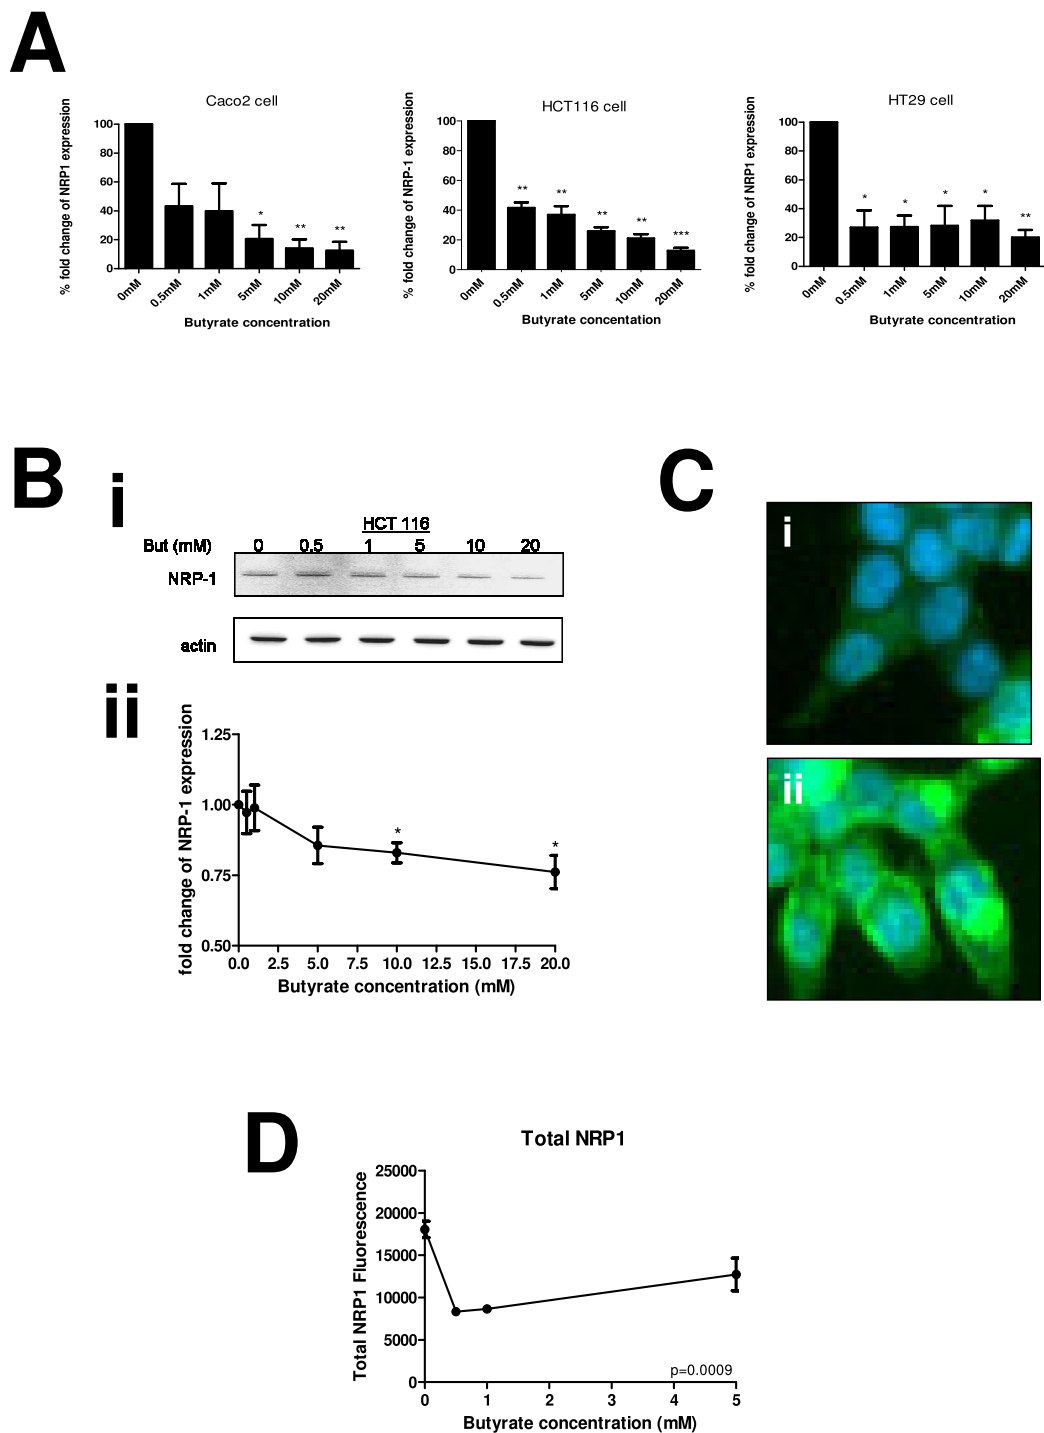 A
Caco2 cell
% fold change of NRP1 expression
100
80
60
40
20
0
*
**
**
0mM
0.5mM
1mM
5mM
10mM
20mM
Butyrate concentration
HCT116 cell
% fold change of NRP-1 expression
100
80
60
40
20
0
**
**
**
**
***
0mM
0.5mM
1mM
5mM
10mM
20mM
Butyrate concentation
HT29 cell
% fold change of NRP1 expression
100
80
60
40
20
0
*
*
*
*
**
0mM
0.5mM
1mM
5mM
10mM
20mM
Butyrate concentration
B
i
HCT 116
But (mM) 0 0.5 1 5 10 20
NRP-1
actin
ii
fold change of NRP-1 expression
1.25
1.00
0.75
0.50
*
*
0.0 2.5 5.0 7.5 10.0 12.5 15.0 17.5 20.0
Butyrate concentration (mM)
C
i
ii
D
Total NRP1
Total NRP1 Fluorescence
25000
20000
15000
10000
5000
0
p=0.0009
0 1 2 3 4 5
Butyrate concentration (mM)